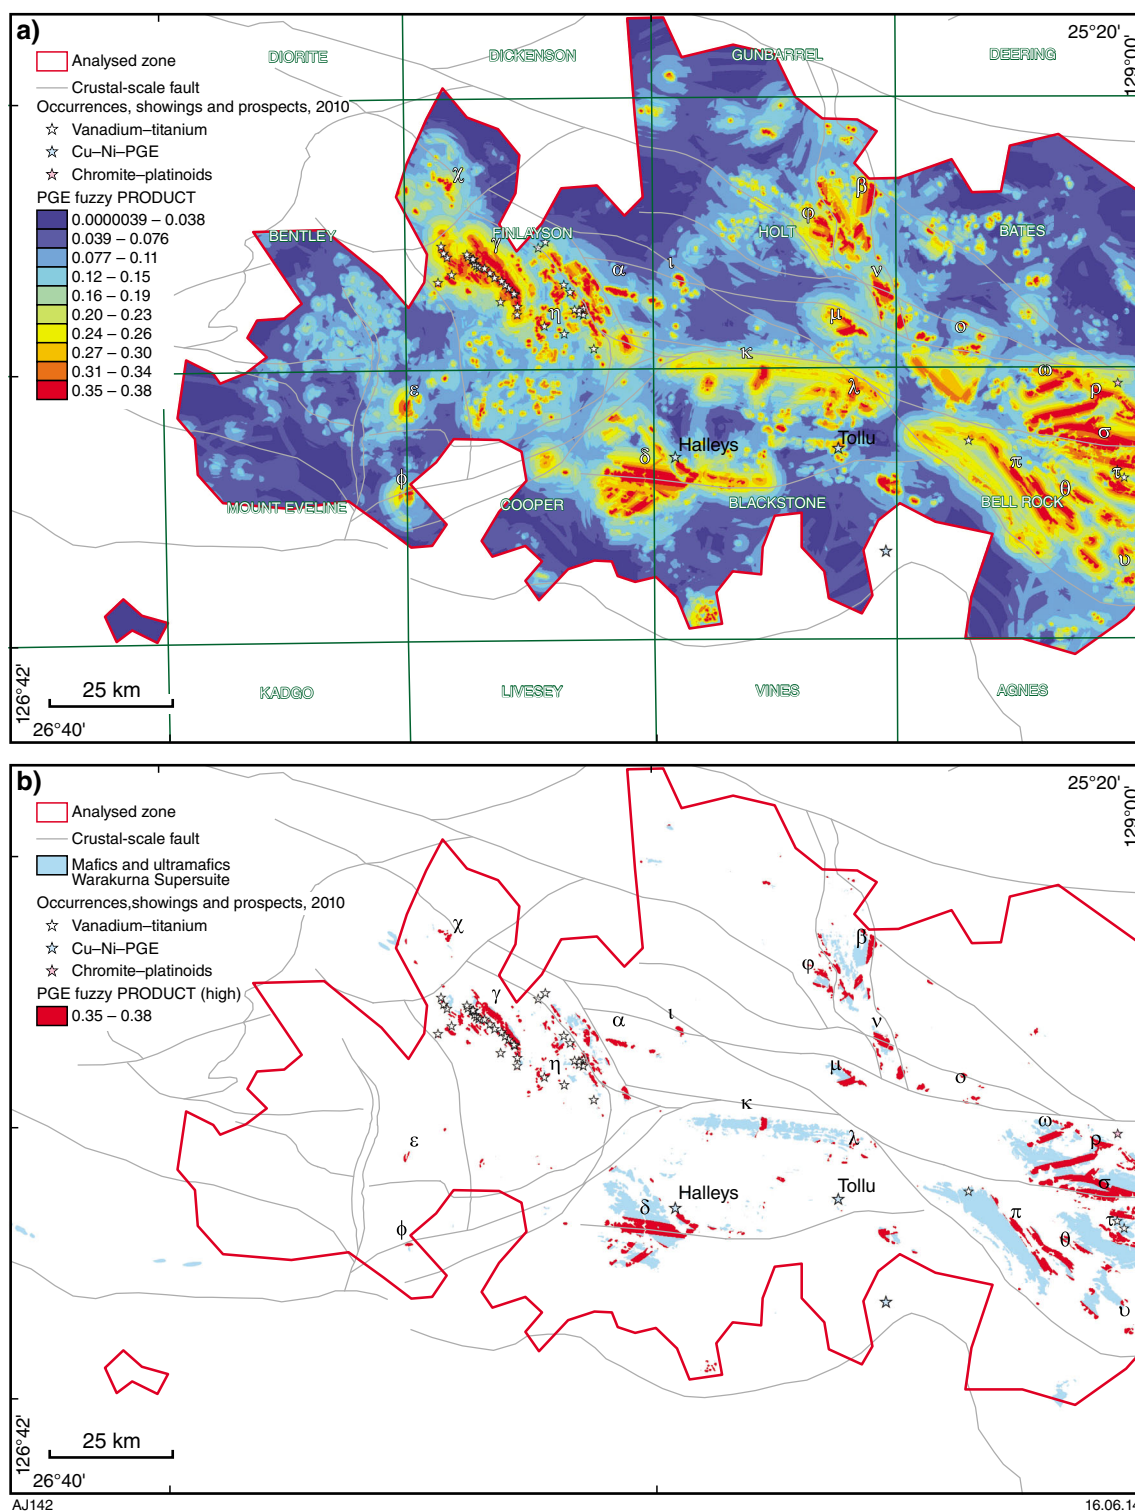 a)
25°20'
129°00'
Analysed zone
Crustal-scale fault
Occurrences, showings and prospects, 2010
Vanadium–titanium
Cu–Ni–PGE
Chromite–platinoids
PGE fuzzy PRODUCT
0.0000039 – 0.038
0.039 – 0.076
0.077 – 0.11
0.12 – 0.15
0.16 – 0.19
0.20 – 0.23
0.24 – 0.26
0.27 – 0.30
0.31 – 0.34
0.35 – 0.38
DIORITE
DICKENSON
GUNBARREL
DEERING
BENTLEY
FINLAYSON
HOLT
BATES
MOUNT EVELINE
COOPER
BLACKSTONE
BELL ROCK
KADGO
LIVESEY
VINES
AGNES
χ
β
φ
γ
α
ι
ν
η
μ
ο
κ
ω
ε
λ
ρ
σ
Halleys
Tollu
δ
π
τ
θ
ϕ
υ
126°42'
25 km
26°40'
b)
25°20'
129°00'
Analysed zone
Crustal-scale fault
Mafics and ultramafics
Warakurna Supersuite
Occurrences,showings and prospects, 2010
Vanadium–titanium
Cu–Ni–PGE
Chromite–platinoids
PGE fuzzy PRODUCT (high)
0.35 – 0.38
χ
β
φ
γ
α
ι
ν
η
μ
σ
κ
ω
ε
λ
ρ
σ
Halleys
Tollu
δ
π
τ
θ
ϕ
υ
126°42'
25 km
26°40'
AJ142
16.06.14